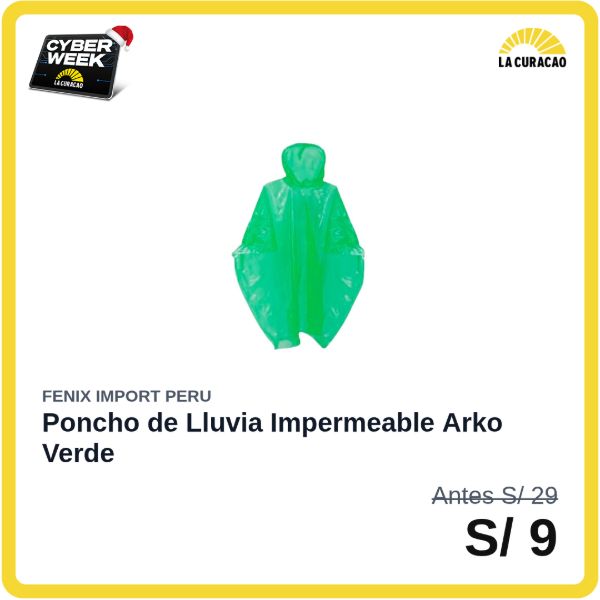 CYBER
WEEK
LA CURACAO
LA CURACAO
FENIX IMPORT PERU
Poncho de Lluvia Impermeable Arko
Verde
Antes S/ 29
S/ 9